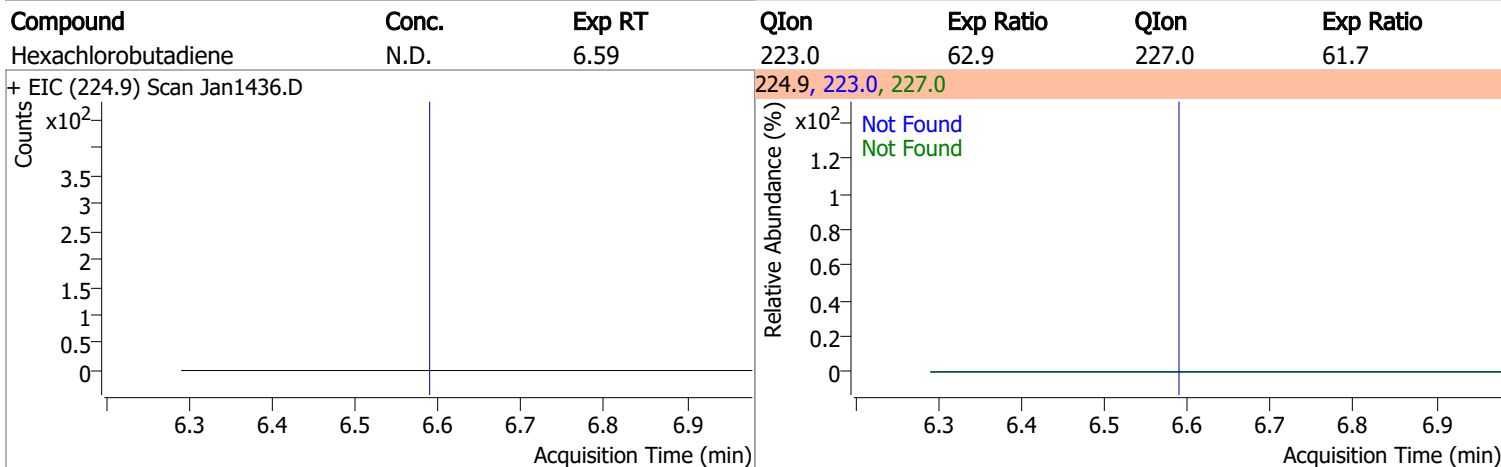 Compound Conc. Exp RT QIon Exp Ratio QIon Exp Ratio
Hexachlorobutadiene N.D. 6.59 223.0 62.9 227.0 61.7
+ EIC (224.9) Scan Jan1436.D
Counts
x10²
3.5
3
2.5
2
1.5
1
0.5
0
6.3 6.4 6.5 6.6 6.7 6.8 6.9
Acquisition Time (min)
224.9, 223.0, 227.0
Relative Abundance (%)
x10²
Not Found
Not Found
1.2
1
0.8
0.6
0.4
0.2
0
6.3 6.4 6.5 6.6 6.7 6.8 6.9
Acquisition Time (min)